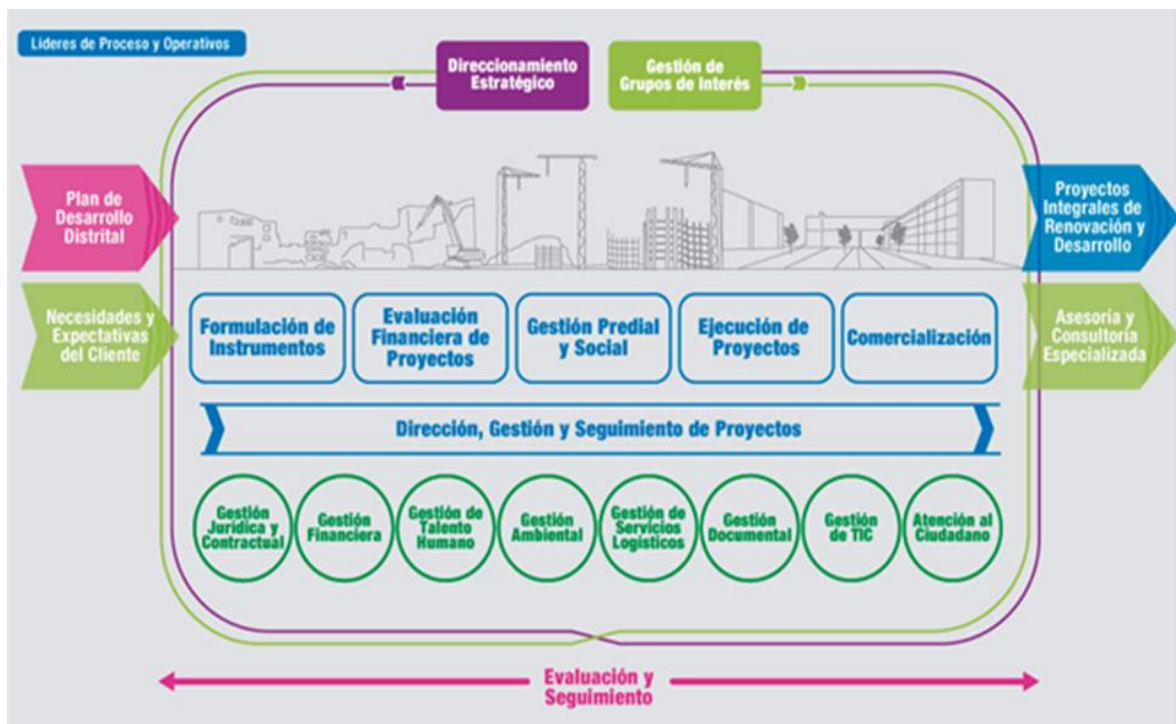 Líderes de Proceso y Operativos
Direccionamiento
Estratégico
Gestión de
Grupos de Interés
Plan de
Desarrollo
Distrital
Proyectos
Integrales de
Renovación y
Desarrollo
Necesidades y
Expectativas
del Cliente
Formulación de
Instrumentos
Evaluación
Financiera de
Proyectos
Gestión Predial
y Social
Ejecución de
Proyectos
Comercialización
Asesoría y
Consultoría
Especializada
Dirección, Gestión y Seguimiento de Proyectos
Gestión
Jurídica y
Contractual
Gestión
Financiera
Gestión de
Talento
Humano
Gestión
Ambiental
Gestión de
Servicios
Logísticos
Gestión
Documental
Gestión
de TIC
Atención al
Ciudadano
Evaluación y
Seguimiento